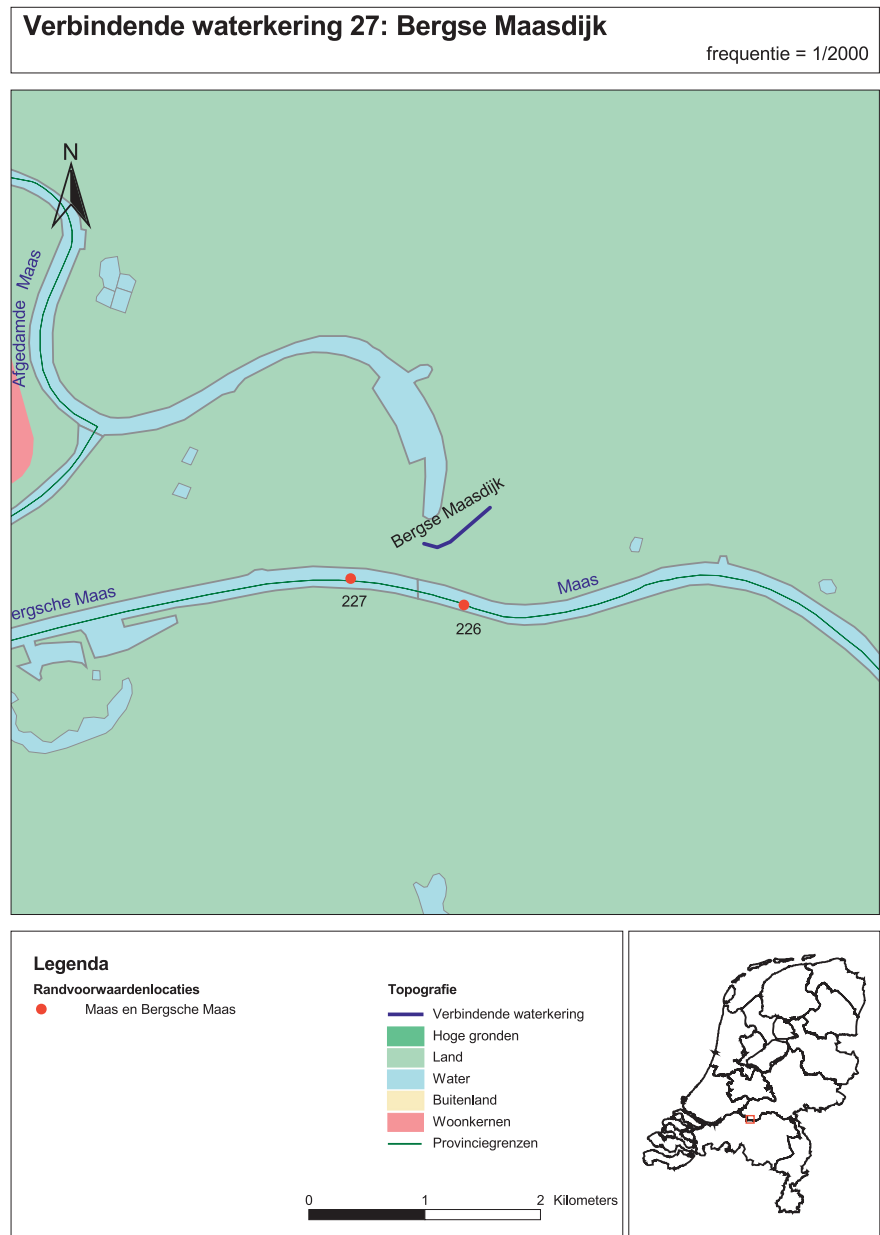 Verbindende waterkering 27: Bergse Maasdijk
frequentie = 1/2000
N
Afgedamde Maas
Bergse Maasdijk
ergsche Maas
Maas
227
226
Legenda
Randvoorwaardenlocaties
Maas en Bergsche Maas
Topografie
Verbindende waterkering
Hoge gronden
Land
Water
Buitenland
Woonkernen
Provinciegrenzen
0 1 2 Kilometers